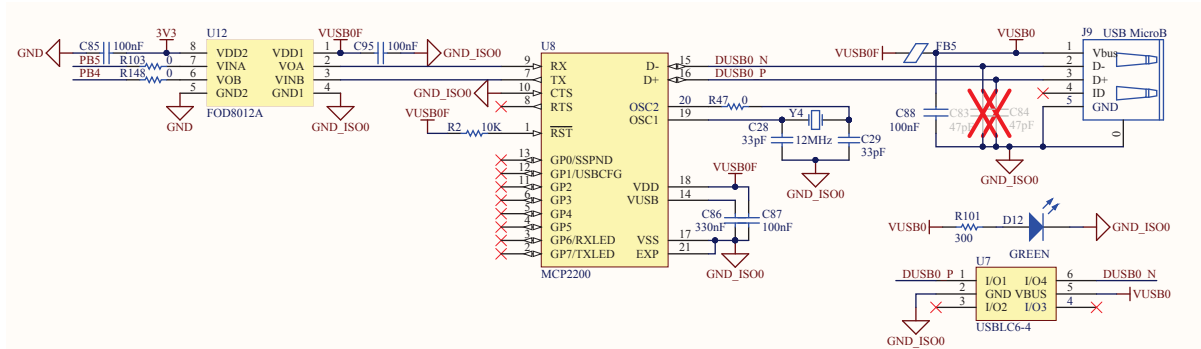 U12
C85 100nF 3V3
VUSB0F C95 100nF
GND
8 VDD2 VDD1 1
GND_ISO0
PB5 R103 0 7 VINA VOA 2
PB4 R148 0 6 VOB VINB 3
5 GND2 GND1 4
GND
FOD8012A
GND_ISO0
U8
9 RX
7 TX
GND_ISO0 10 CTS
8 RTS
VUSB0F
R2 10K 1 RST
13 GP0/SSPND
12 GP1/USBCFG
11 GP2
6 GP3
5 GP4
4 GP5
3 GP6/RXLED
2 GP7/TXLED
MCP2200
D- 15 DUSB0_N
D+ 16 DUSB0_P
OSC2 20 R47 0
OSC1 19 Y4
C28 33pF
12MHz
C29 33pF
GND_ISO0
VUSB0F
VDD 18
VUSB 14
C86 330nF
C87 100nF
VSS 17
EXP 21
GND_ISO0
VUSB0F
FB5
VUSB0
J9 USB MicroB
1 Vbus
2 D-
3 D+
4 ID
5 GND
0
C88 100nF
C83 47pF
C84 47pF
GND_ISO0
VUSB0 R101 300
D12
GREEN
GND_ISO0
U7
DUSB0_P 1 I/O1 I/O4 6 DUSB0_N
2 GND VBUS 5 VUSB0
3 I/O2 I/O3 4
USBLC6-4
GND_ISO0